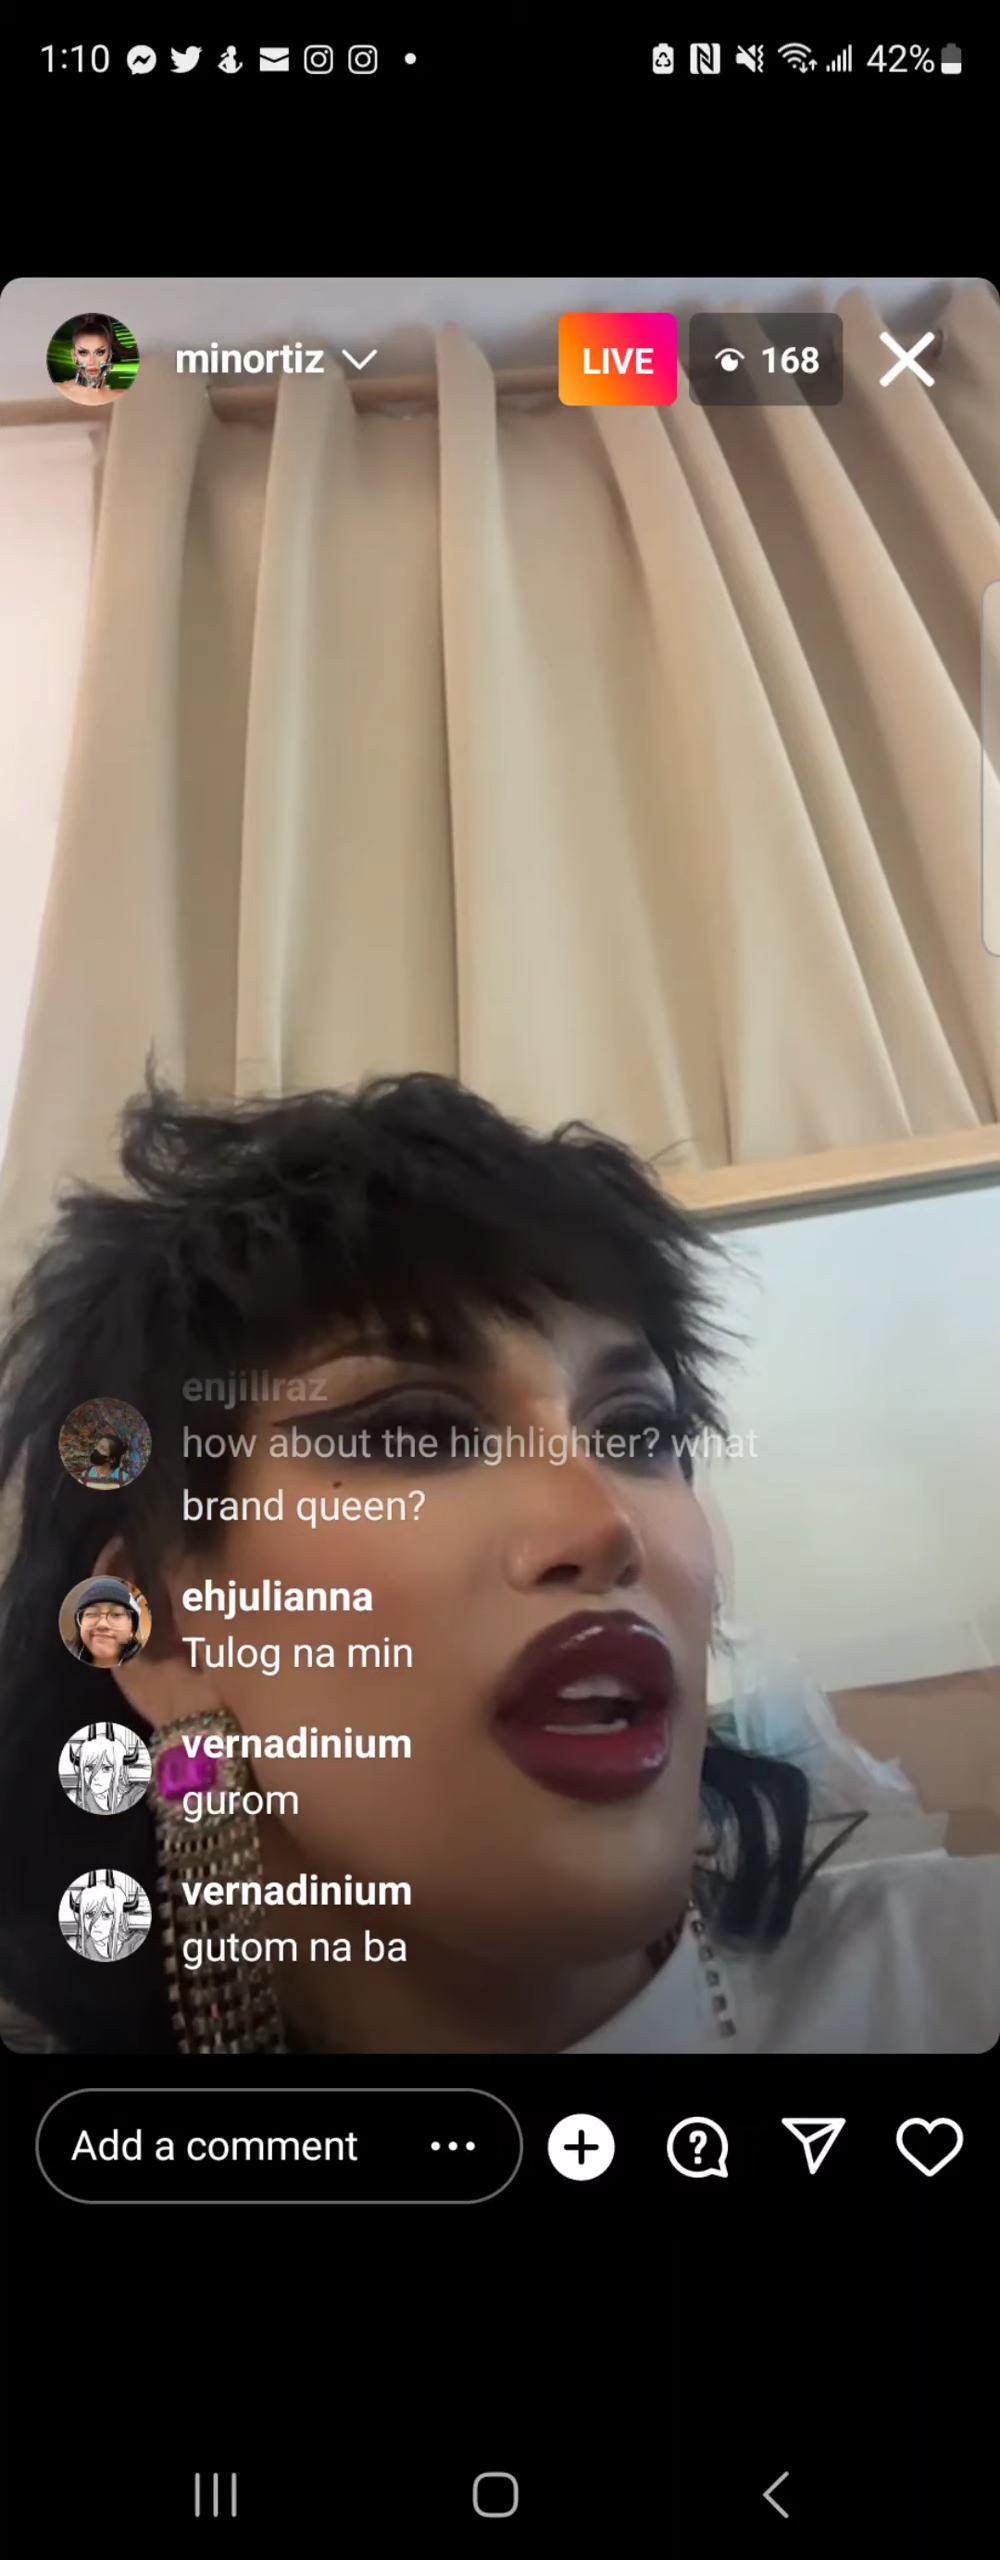 1:10
42%
minortiz
LIVE
168
enjillraz
how about the highlighter? what
brand queen?
ehjulianna
Tulog na min
vernadinium
gurom
vernadinium
gutom na ba
Add a comment